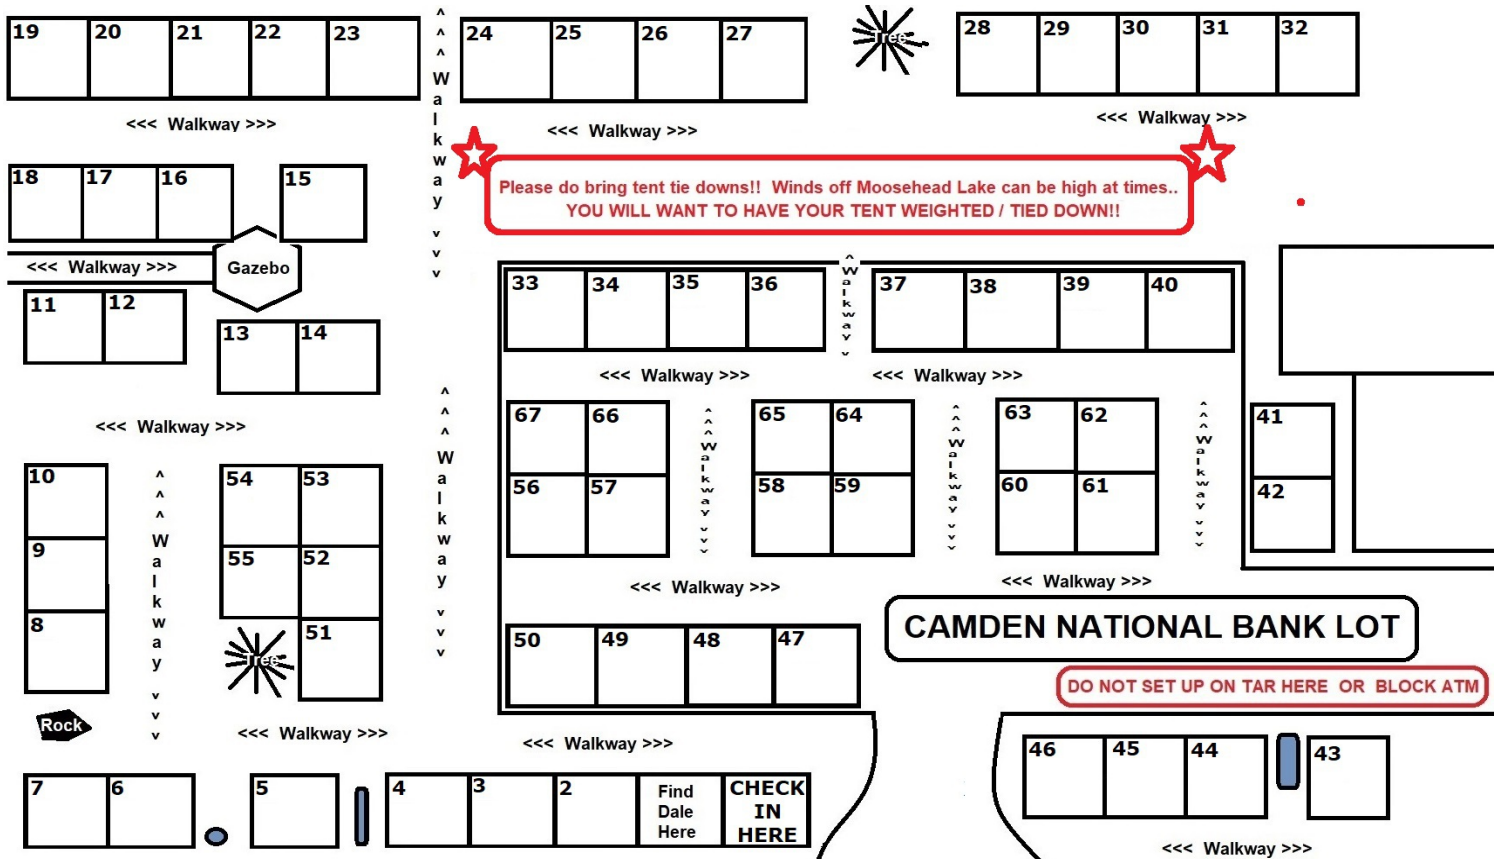 19 20 21 22 23
24 25 26 27
Tree
28 29 30 31 32
^ ^ ^ Walkway v v v
<<< Walkway >>>
<<< Walkway >>>
<<< Walkway >>>
Please do bring tent tie downs!! Winds off Moosehead Lake can be high at times..
YOU WILL WANT TO HAVE YOUR TENT WEIGHTED / TIED DOWN!!
18 17 16 15
<<< Walkway >>>
Gazebo
11 12
13 14
33 34 35 36
^ Walkway v v
37 38 39 40
<<< Walkway >>>
<<< Walkway >>>
<<< Walkway >>>
^ ^ ^ Walkway v v v
67 66
56 57
^ ^ ^ Walkway v v v
65 64
58 59
^ ^ ^ Walkway v v v
63 62
60 61
^ ^ ^ Walkway v v v
41
42
10
9
8
^ ^ ^ Walkway v v v
54 53
55 52
51
Tree
Rock
<<< Walkway >>>
<<< Walkway >>>
<<< Walkway >>>
50 49 48 47
CAMDEN NATIONAL BANK LOT
DO NOT SET UP ON TAR HERE OR BLOCK ATM
<<< Walkway >>>
7 6
5
4 3 2
Find
Dale
Here
CHECK
IN
HERE
46 45 44 43
<<< Walkway >>>